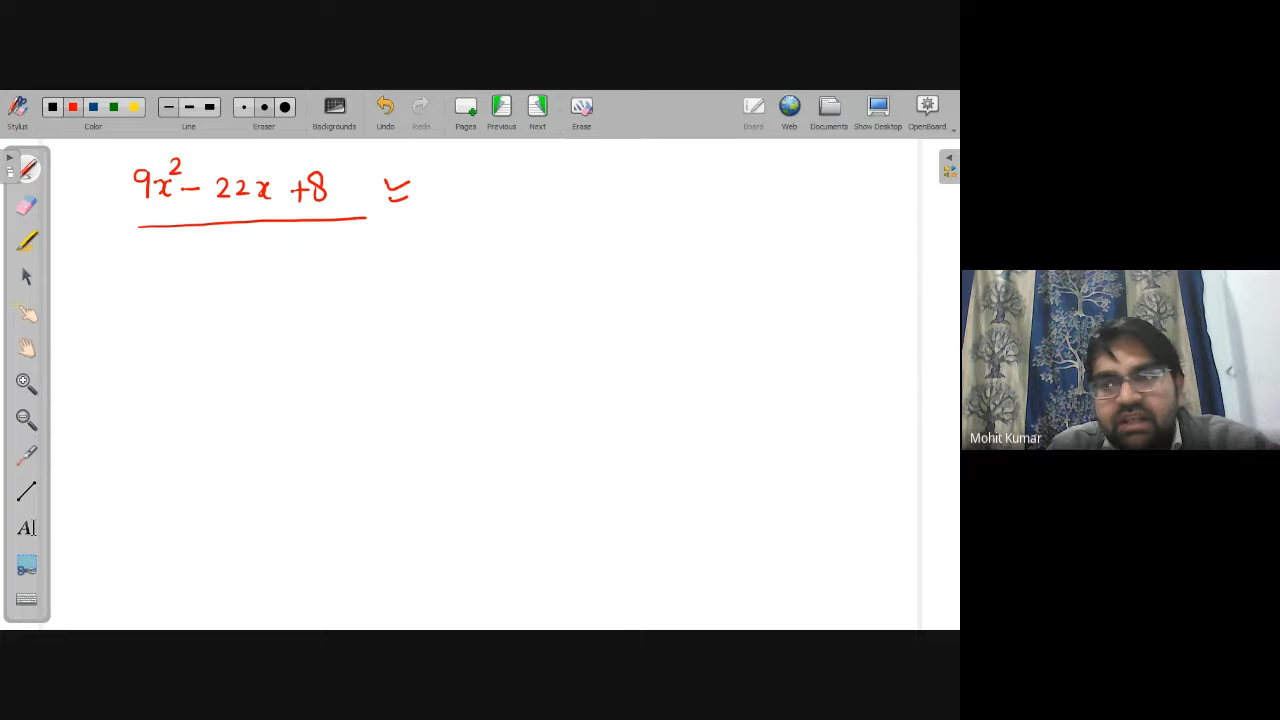 Stylus Color Line Eraser Backgrounds Undo Redo Pages Previous Next Erase Board Web Documents Show Desktop OpenBoard
9x² - 22x + 8
A
Mohit Kumar